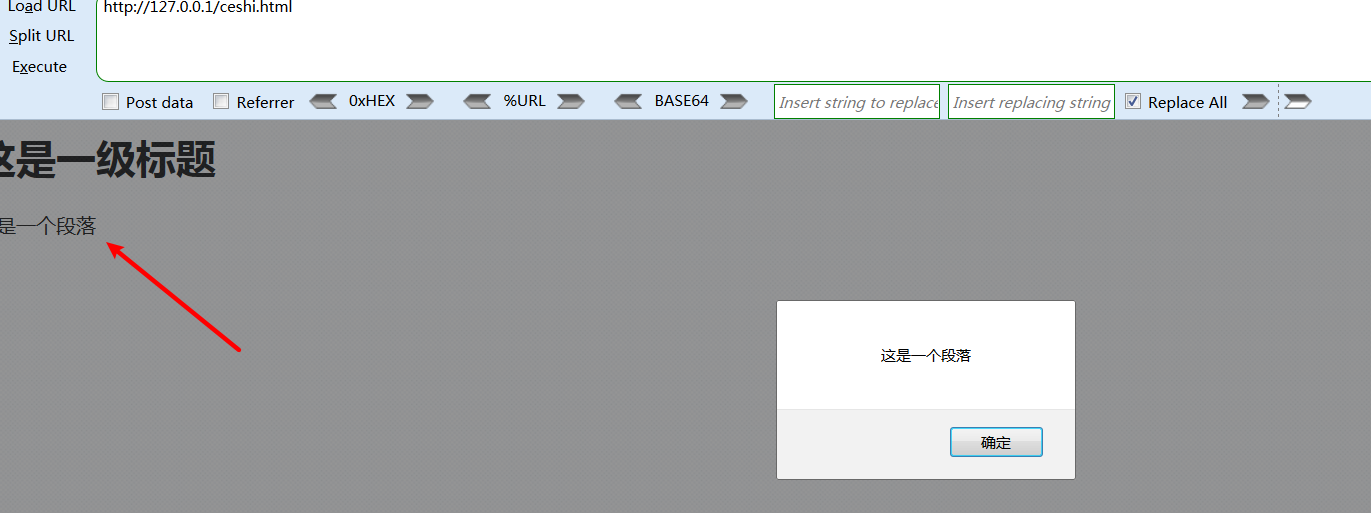 Load URL
http://127.0.0.1/ceshi.html
Split URL
Execute
Post data Referrer 0xHEX %URL BASE64 Insert string to replace Insert replacing string Replace All
这是一级标题
是一个段落
这是一个段落
确定